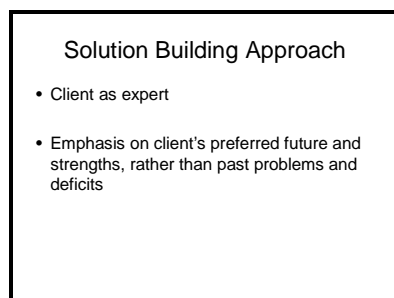 Solution Building Approach
• Client as expert
• Emphasis on client's preferred future and
strengths, rather than past problems and
deficits